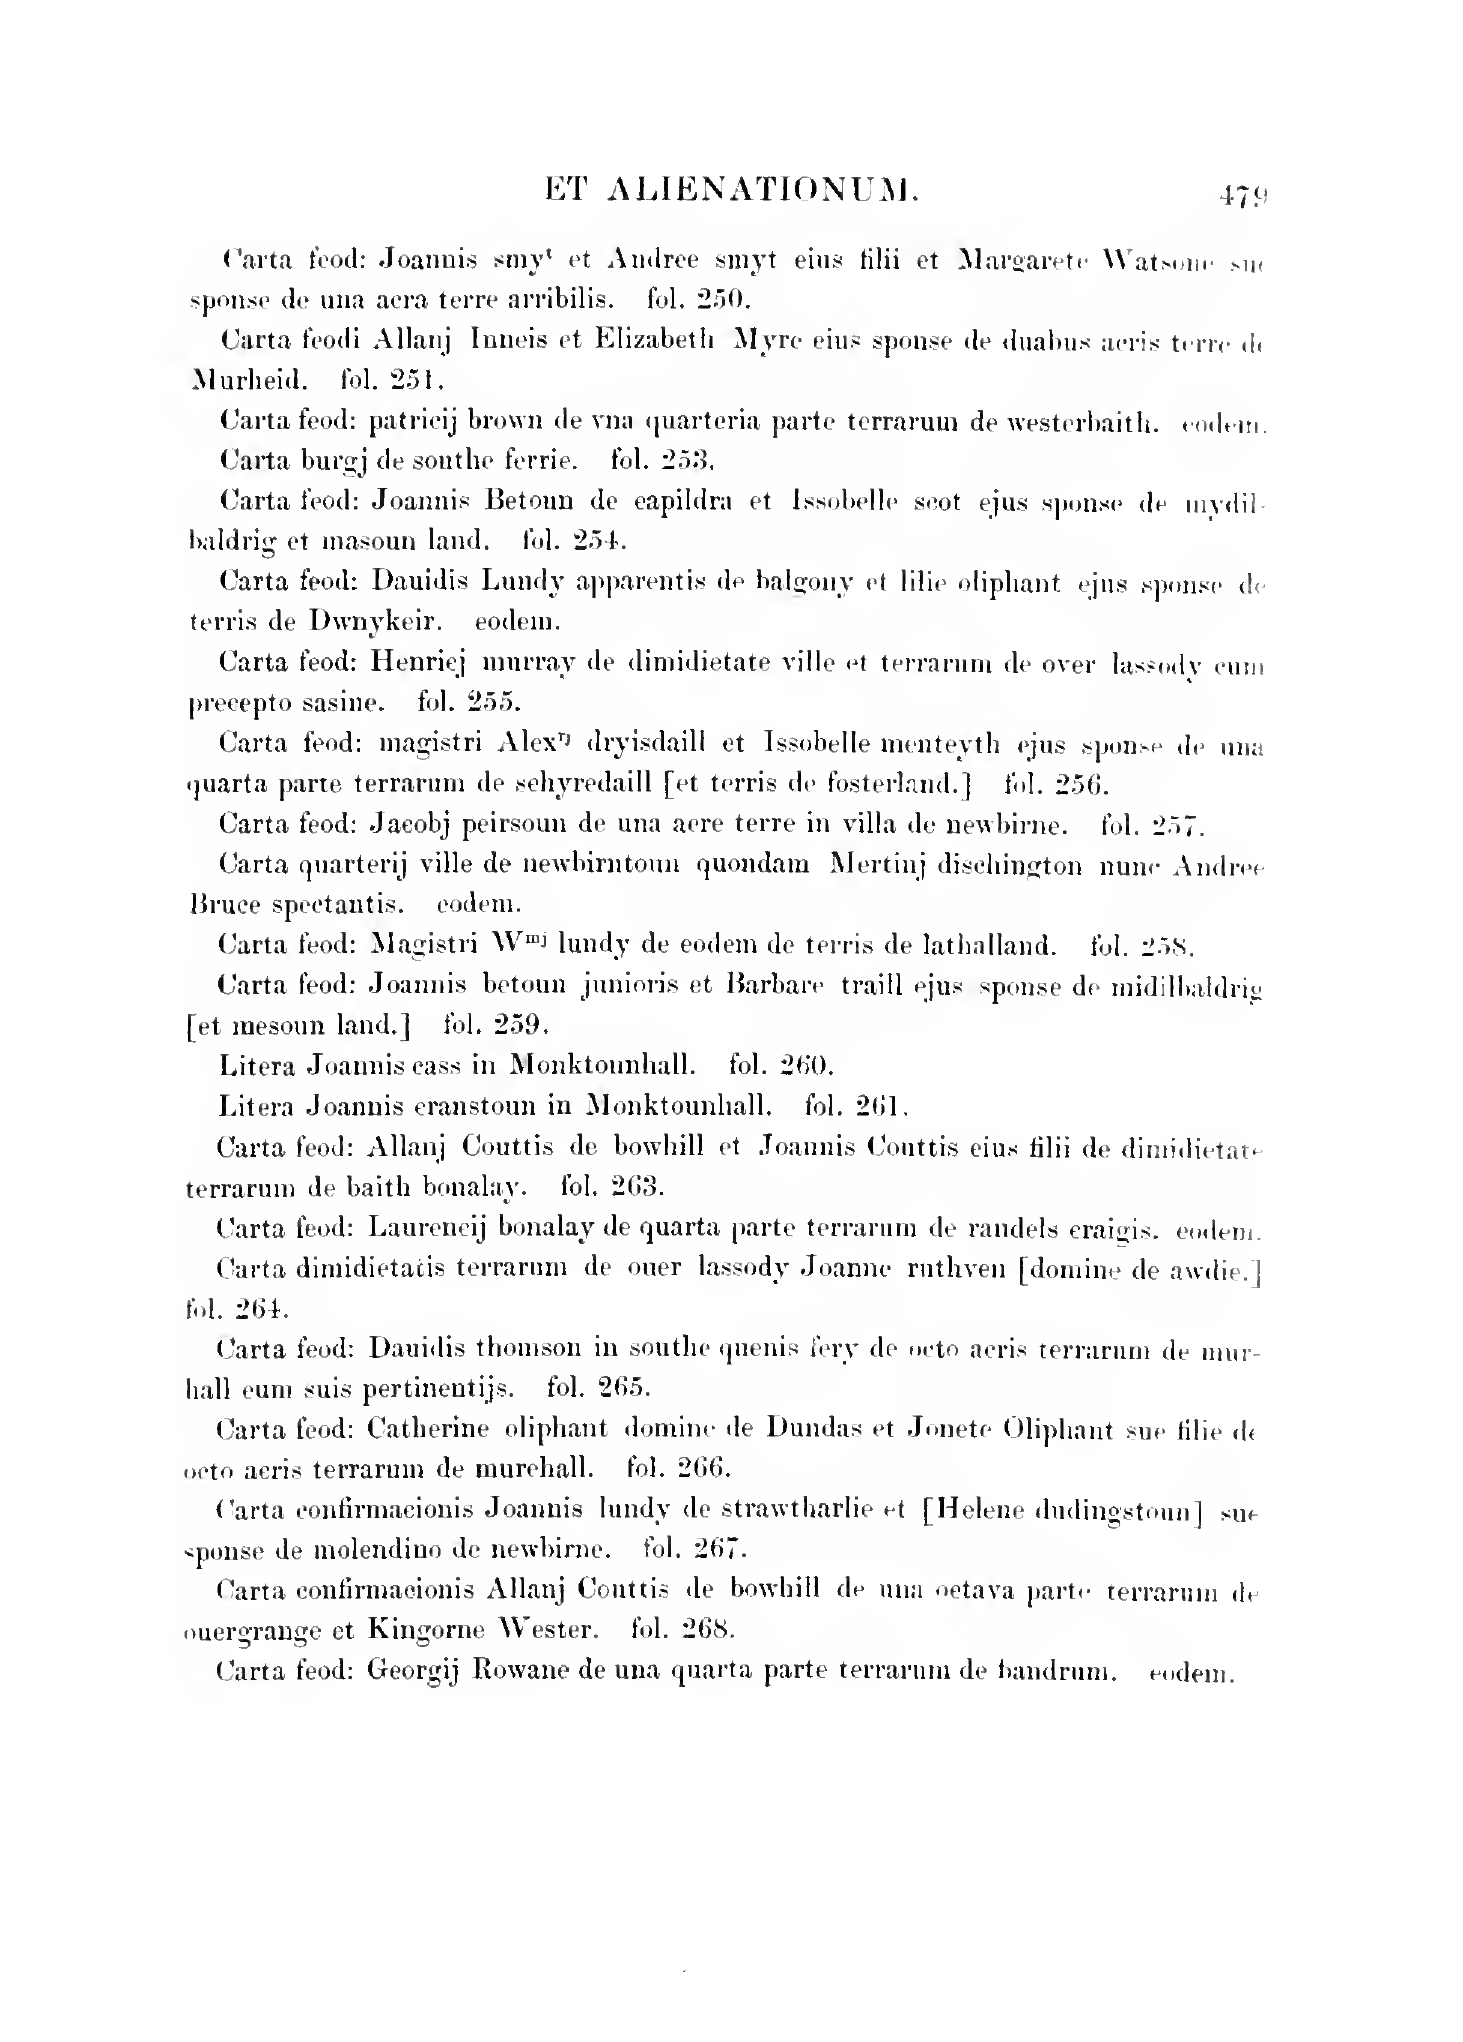 ET ALIENATIONUM. 479
Carta feod: Joannis smyᵗ et Andree smyt eius filii et Margarete Watsone sue
sponse de una acra terre arribilis. fol. 250.
Carta feodi Allanj Inneis et Elizabeth Myre eius sponse de duabus acris terre de
Murheid. fol. 251.
Carta feod: patricij brown de vna quarteria parte terrarum de westerbaith. eodem.
Carta burgj de southe ferrie. fol. 253.
Carta feod: Joannis Betoun de capildra et Issobelle scot ejus sponse de mydil-
baldrig et masoun land. fol. 254.
Carta feod: Dauidis Lundy apparentis de balgony et lilie oliphant ejus sponse de
terris de Dwnykeir. eodem.
Carta feod: Henricj murray de dimidietate ville et terrarum de over lassody cum
precepto sasine. fol. 255.
Carta feod: magistri Alexʳʲ dryisdaill et Issobelle menteyth ejus sponse de una
quarta parte terrarum de schyredaill [et terris de fosterland.] fol. 256.
Carta feod: Jacobj peirsoun de una acre terre in villa de newbirne. fol. 257.
Carta quarterij ville de newbirntoun quondam Mertinj dischington nunc Andree
Bruce spectantis. eodem.
Carta feod: Magistri Wᵐʲ lundy de eodem de terris de lathalland. fol. 258.
Carta feod: Joannis betoun junioris et Barbare traill ejus sponse de midilbaldrig
[et mesoun land.] fol. 259.
Litera Joannis cass in Monktounhall. fol. 260.
Litera Joannis cranstoun in Monktounhall. fol. 261.
Carta feod: Allanj Couttis de bowhill et Joannis Couttis eius filii de dimidietate
terrarum de baith bonalay. fol. 263.
Carta feod: Laurencij bonalay de quarta parte terrarum de randels craigis. eodem.
Carta dimidietatis terrarum de ouer lassody Joanne ruthven [domine de awdie.]
fol. 264.
Carta feod: Dauidis thomson in southe quenis fery de octo acris terrarum de mur-
hall cum suis pertinentijs. fol. 265.
Carta feod: Catherine oliphant domine de Dundas et Jonete Oliphant sue filie de
octo acris terrarum de murehall. fol. 266.
Carta confirmacionis Joannis lundy de strawtharlie et [Helene dudingstoun] sue
sponse de molendino de newbirne. fol. 267.
Carta confirmacionis Allanj Couttis de bowhill de una octava parte terrarum de
ouergrange et Kingorne Wester. fol. 268.
Carta feod: Georgij Rowane de una quarta parte terrarum de bandrum. eodem.